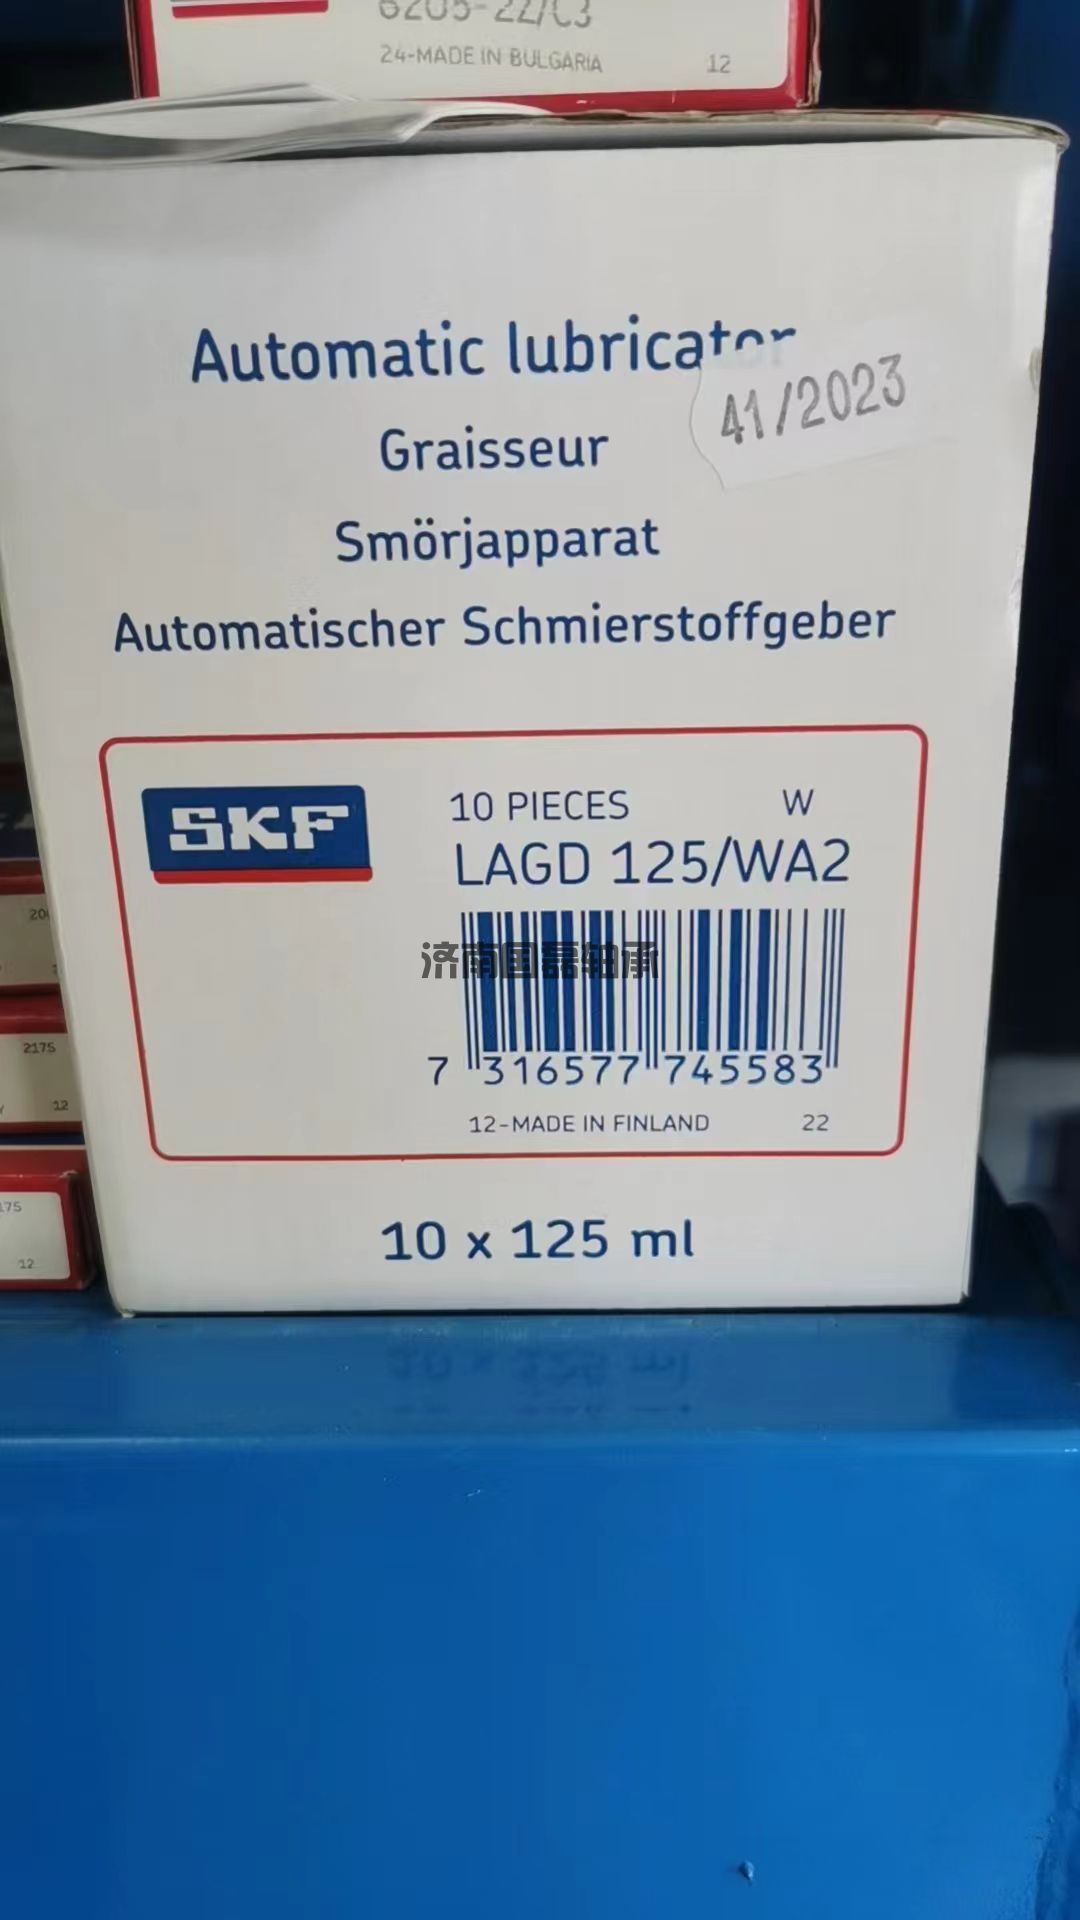 6205-2Z/C3
24-MADE IN BULGARIA 12
Automatic lubricator
41/2023
Graisseur
Smörjapparat
Automatischer Schmierstoffgeber
SKF
10 PIECES W
LAGD 125/WA2
济南国磊轴承
7 316577 745583
12-MADE IN FINLAND 22
10 x 125 ml
2175
12
175
12